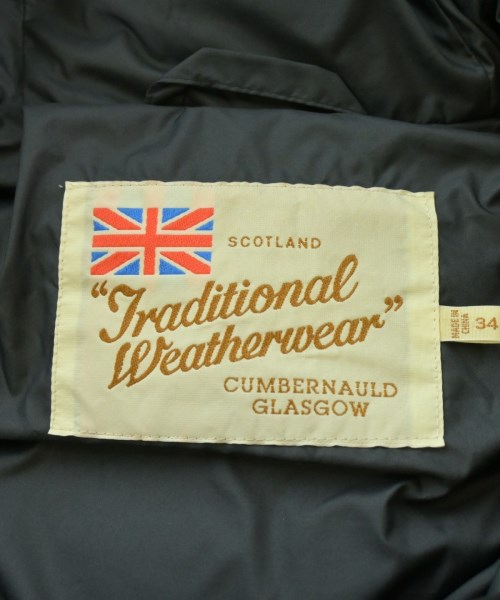 SCOTLAND
"Traditional
Weatherwear"
CUMBERNAULD
GLASGOW
MADE IN
CHINA
34